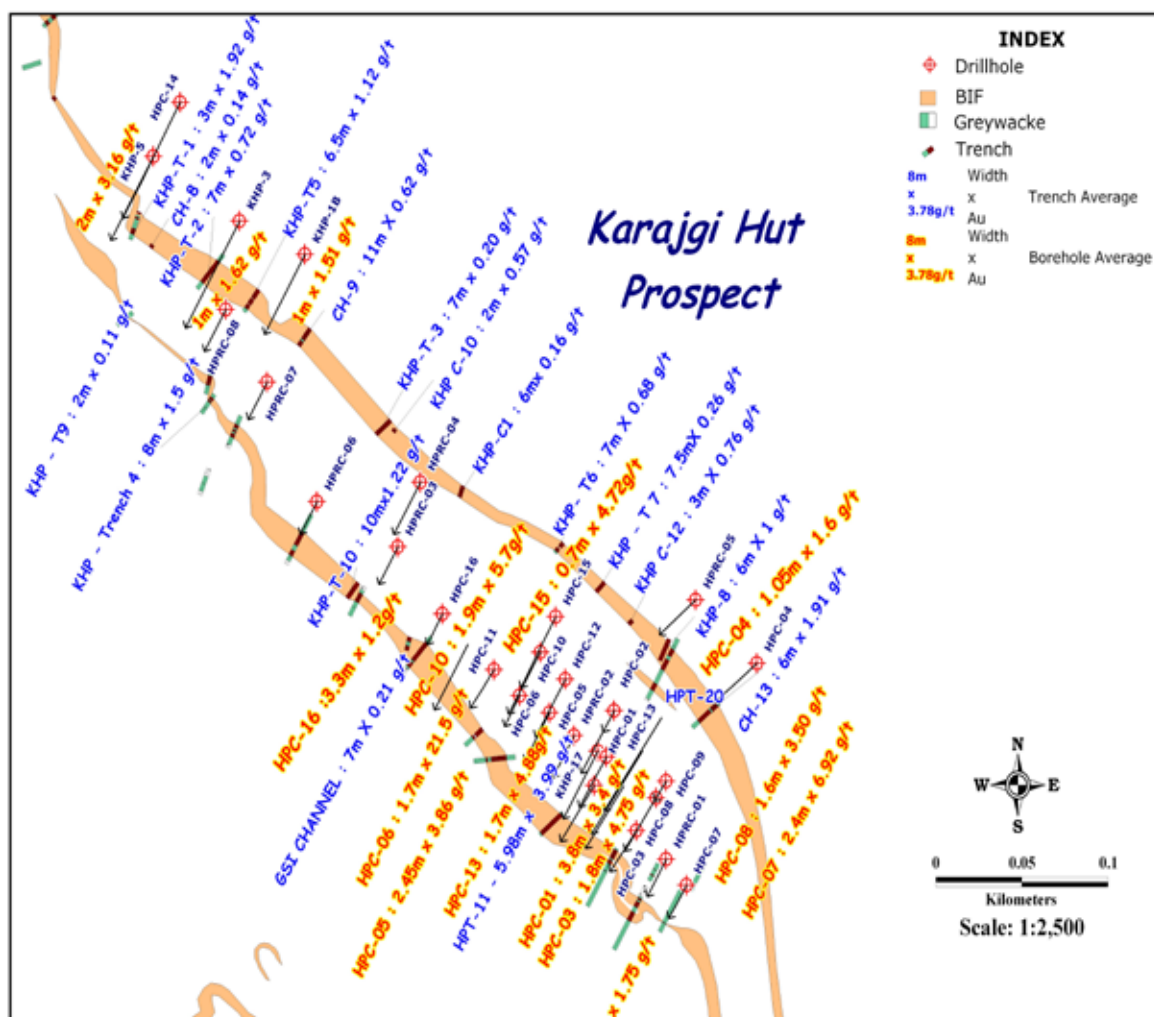 INDEX
Drillhole
BIF
Greywacke
Trench
8m
x
3.78g/t
Width
x
Au
Trench Average
8m
x
3.78g/t
Width
x
Au
Borehole Average
Karajgi Hut
Prospect
HPC-14
KHP-5
2m x 3.16 g/t
KHP-T-1 : 3m x 1.92 g/t
CH-8 : 2m x 0.14 g/t
KHP-T-2 : 7m x 0.72 g/t
KHP-3
1m x 1.62 g/t
KHP-T5 : 6.5m x 1.12 g/t
KHP-1B
1m x 1.51 g/t
CH-9 : 11m X 0.62 g/t
KHP-T-3 : 7m x 0.20 g/t
KHP C-10 : 2m x 0.57 g/t
KHP-C1 : 6mx 0.16 g/t
KHP - T9 : 2m x 0.11 g/t
HPRC-08
HPRC-07
KHP - Trench 4 : 8m x 1.5 g/t
HPRC-06
KHP-T-10 : 10mx1.22 g/t
HPRC-04
HPRC-03
KHP- T6 : 7m X 0.68 g/t
KHP - T 7 : 7.5mX 0.26 g/t
KHP C-12 : 3m X 0.76 g/t
HPC-16
HPC-16 :3.3m x 1.2g/t
GSI CHANNEL : 7m X 0.21 g/t
HPC-10 : 1.9m x 5.7g/t
HPC-11
HPC-15 : 0.7m x 4.72g/t
HPC-15
HPC-10
HPC-12
HPC-06
HPC-05
HPRC-02
HPC-02
HPRC-05
KHP-8 : 6m X 1 g/t
HPC-04 : 1.05m x 1.6 g/t
HPC-04
HPT-20
CH-13 : 6m x 1.91 g/t
HPC-06 : 1.7m x 21.5 g/t
HPC-05 : 2.45m x 3.86 g/t
HPC-13 : 1.7m x 4.88g/t
HPT-11 - 5.98m x 3.99 g/t
KHP-17
HPC-01
HPC-13
HPC-01 : 3.8m x 3.4 g/t
HPC-03 : 1.8m x 4.75 g/t
HPC-03
HPC-08
HPC-09
HPRC-01
HPC-07
HPC-08 : 1.6m x 3.50 g/t
HPC-07 : 2.4m x 6.92 g/t
x 1.75 g/t
N
W
E
S
0
0.05
0.1
Kilometers
Scale: 1:2,500